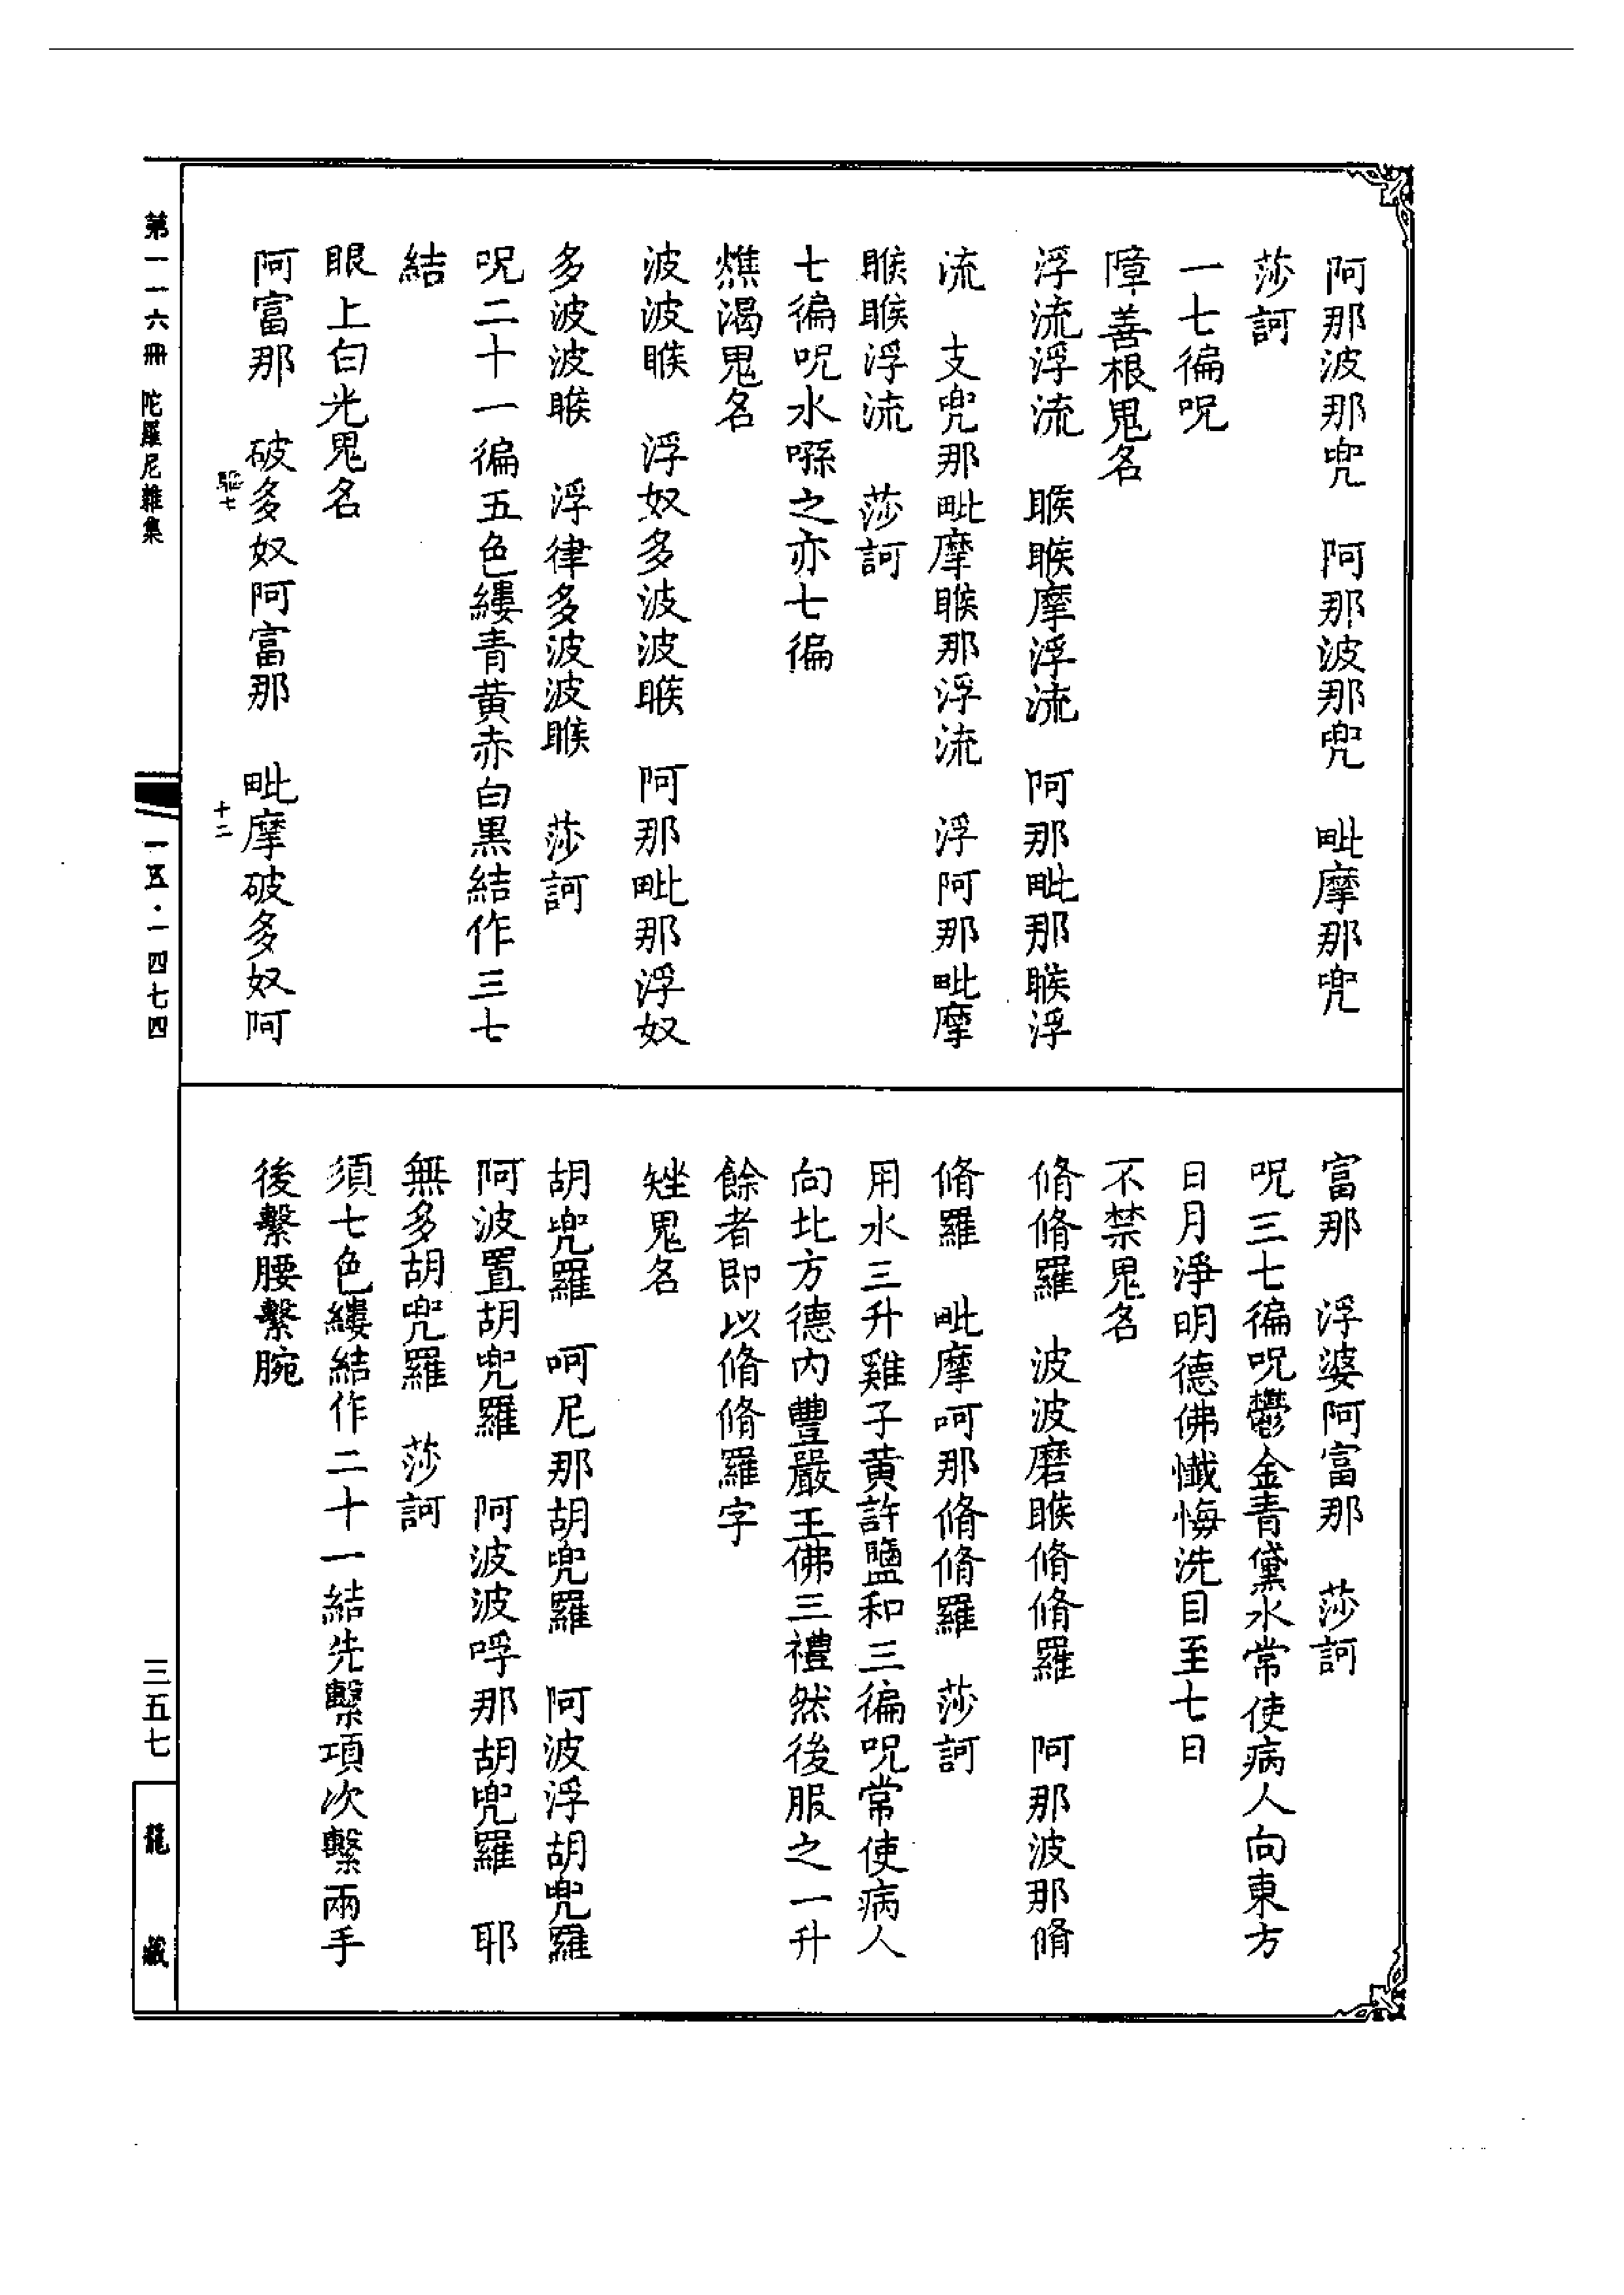 阿那波那兜　阿那波那兜　毗摩那兜
莎訶
一七徧呪
障善根鬼名
浮流浮流　睺睺摩浮流　阿那毗那睺浮
流　支兜那毗摩睺那浮流　浮阿那毗摩
睺睺浮流　莎訶
七徧呪水噀之亦七徧
燋渴鬼名
波波睺　浮奴多波波睺　阿那毗那浮奴
多波波睺　浮律多波波睺　莎訶
呪二十一徧五色縷青黃赤白黑結作三七
結
眼上白光鬼名
阿富那　破多奴阿富那　毗摩破多奴阿
驅七　十二
富那　浮婆阿富那　莎訶
呪三七徧呪鬱金青黛水常使病人向東方
日月淨明德佛懺悔洗目至七日
不禁鬼名
脩脩羅　波波磨睺脩脩羅　阿那波那脩
脩羅　毗摩呵那脩脩羅　莎訶
用水三升雞子黃許鹽和三徧呪常使病人
向北方德內豐嚴王佛三禮然後服之一升
餘者即以脩脩羅字
矬鬼名
胡兜羅　呵尼那胡兜羅　阿波浮胡兜羅
阿波置胡兜羅　阿波波呼那胡兜羅　耶
無多胡兜羅　莎訶
須七色縷結作二十一結先繫項次繫兩手
後繫腰繫腕
第一一六冊　陀羅尼雜集
一五·一四七四
三五七
龍藏